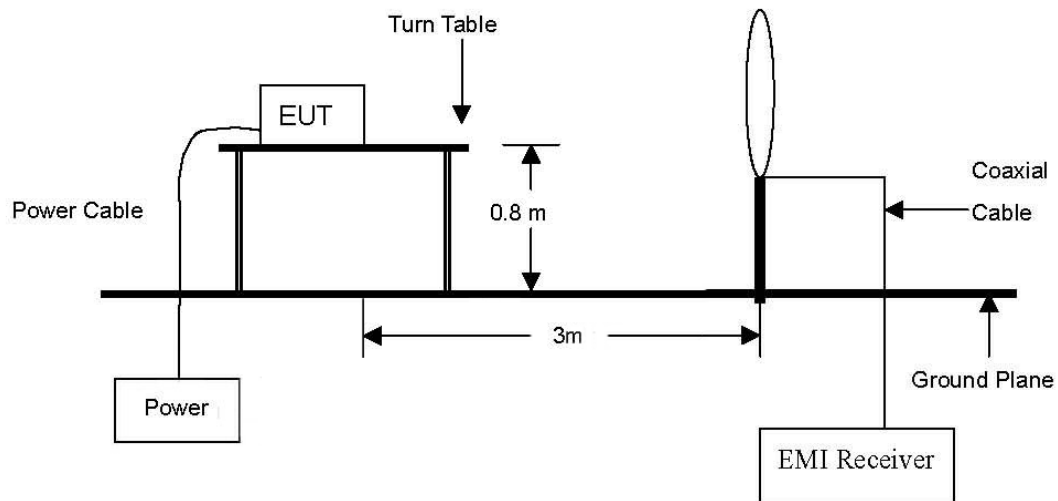 Turn Table
EUT
Power Cable
0.8 m
Coaxial
Cable
3m
Ground Plane
Power
EMI Receiver